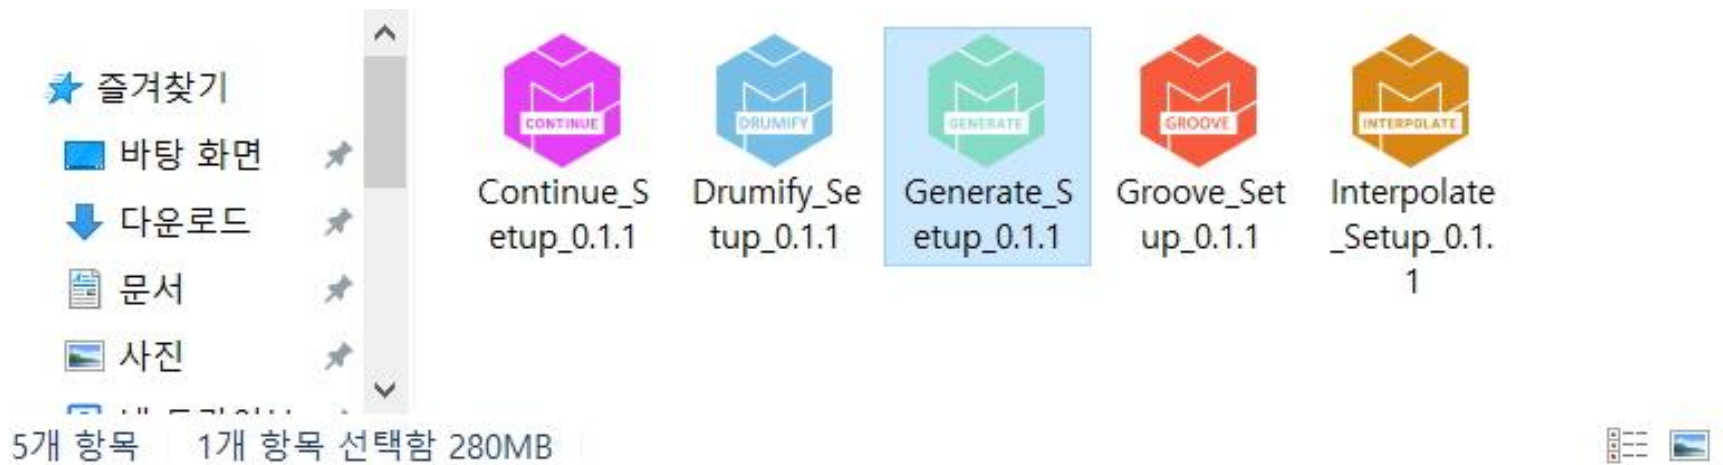 즐겨찾기
바탕 화면
다운로드
문서
사진
CONTINUE
DRUMIFY
GENERATE
GROOVE
INTERPOLATE
Continue_S
etup_0.1.1
Drumify_Se
tup_0.1.1
Generate_S
etup_0.1.1
Groove_Set
up_0.1.1
Interpolate
_Setup_0.1.
1
5개 항목
1개 항목 선택함 280MB